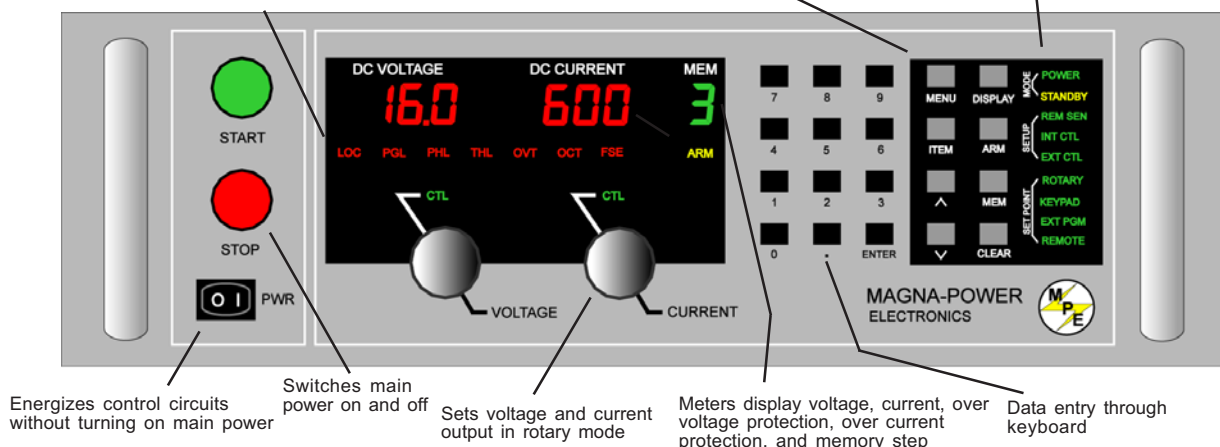 DC VOLTAGE DC CURRENT MEM
16.0 600 3
LOC PGL PHL THL OVT OCT FSE ARM
CTL CTL
VOLTAGE CURRENT
START
STOP
O I PWR
7 8 9
4 5 6
1 2 3
0 . ENTER
MENU DISPLAY
ITEM ARM
^ MEM
v CLEAR
MODE
POWER
STANDBY
SETUP
REM SEN
INT CTL
EXT CTL
SET POINT
ROTARY
KEYPAD
EXT PGM
REMOTE
MAGNA-POWER
ELECTRONICS
M
P
E
Energizes control circuits
without turning on main power
Switches main
power on and off
Sets voltage and current
output in rotary mode
Meters display voltage, current, over
voltage protection, over current
protection, and memory step
Data entry through
keyboard